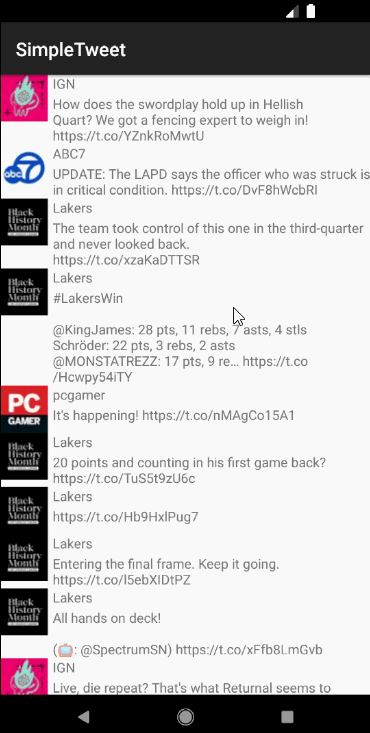 SimpleTweet
IGN
How does the swordplay hold up in Hellish
Quart? We got a fencing expert to weigh in!
https://t.co/YZnkRoMwtU
abc 7
ABC7
UPDATE: The LAPD says the officer who was struck is
in critical condition. https://t.co/DvF8hWcbRI
Black
History
Month
Lakers
The team took control of this one in the third-quarter
and never looked back.
https://t.co/xzaKaDTTSR
Black
History
Month
Lakers
#LakersWin
@KingJames: 28 pts, 11 rebs, 7 asts, 4 stls
Schröder: 22 pts, 3 rebs, 2 asts
@MONSTATREZZ: 17 pts, 9 re... https://t.co
/Hcwpy54iTY
PC
GAMER
pcgamer
It's happening! https://t.co/nMAgCo15A1
Black
History
Month
Lakers
20 points and counting in his first game back?
https://t.co/TuS5t9zU6c
Black
History
Month
Lakers
https://t.co/Hb9HxlPug7
Black
History
Month
Lakers
Entering the final frame. Keep it going.
https://t.co/l5ebXlDtPZ
Black
History
Month
Lakers
All hands on deck!
(📺: @SpectrumSN) https://t.co/xFfb8LmGvb
IGN
Live, die repeat? That's what Returnal seems to